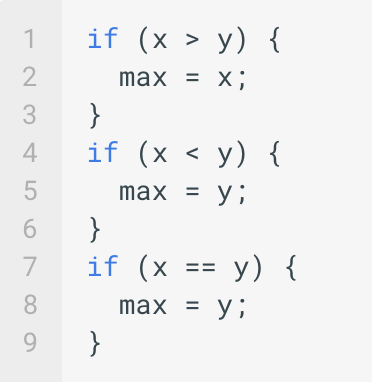 1 if (x > y) {
2   max = x;
3 }
4 if (x < y) {
5   max = y;
6 }
7 if (x == y) {
8   max = y;
9 }